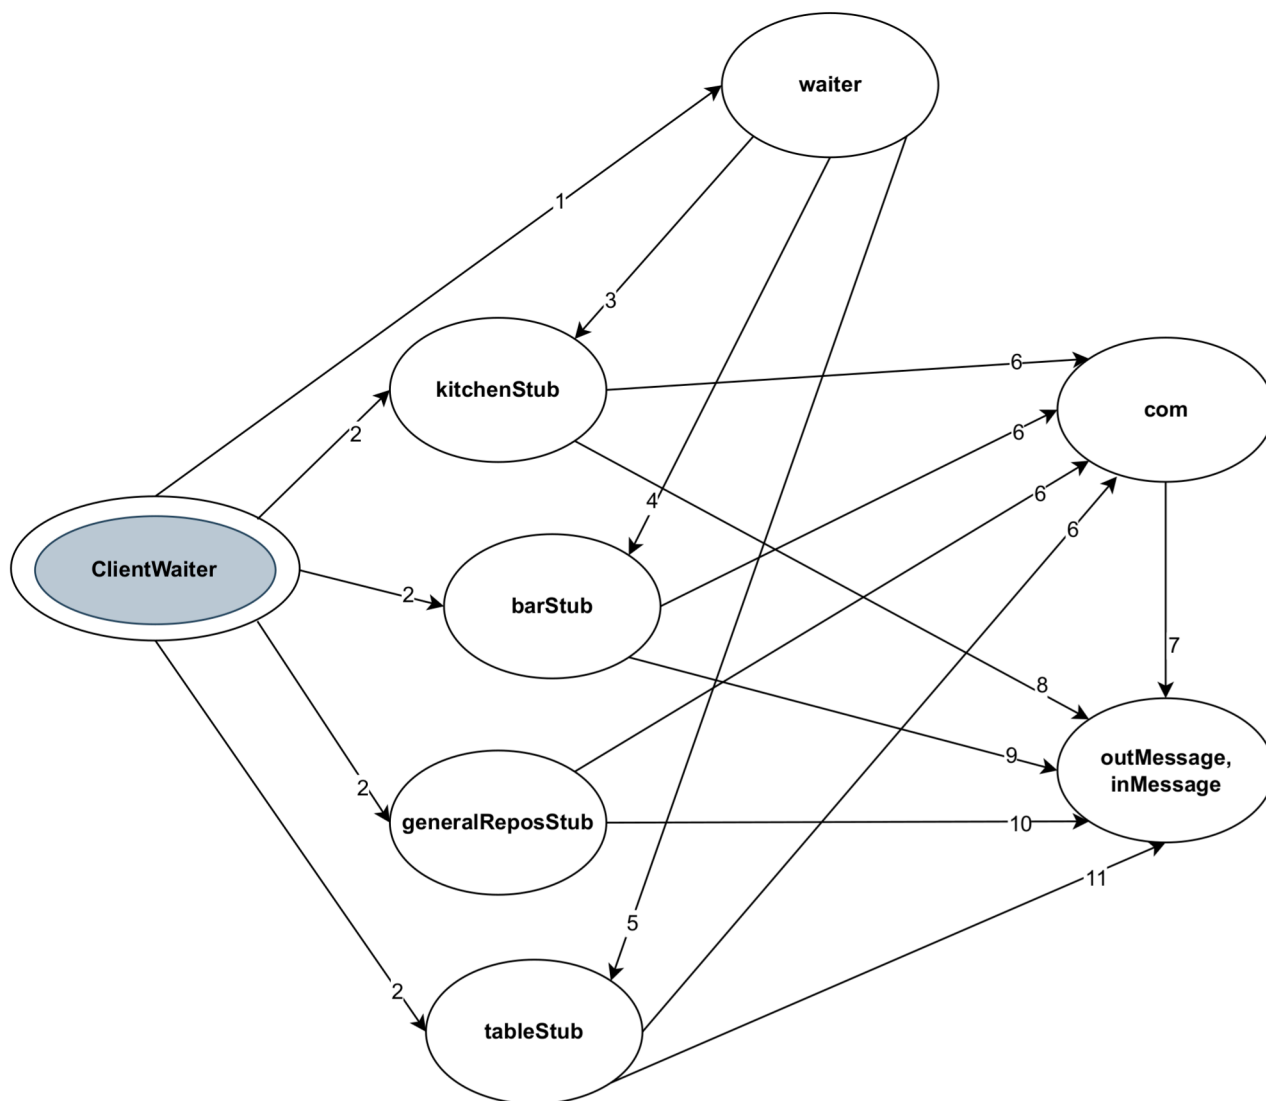 waiter
1
3
kitchenStub
6
com
2
6
4
6
6
ClientWaiter
2
barStub
7
8
9
outMessage,
inMessage
2
generalReposStub
10
11
5
2
tableStub